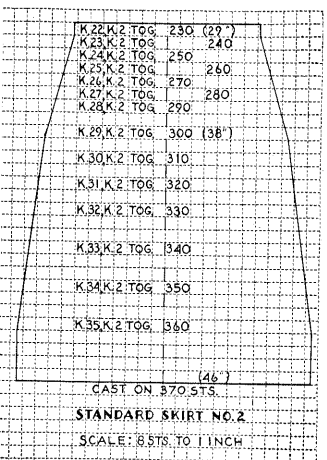 K.22,K.2 TOG, 230 (29")
K.23,K.2 TOG, 240
K.24,K.2 TOG, 250
K.25,K.2 TOG, 260
K.26,K.2 TOG, 270
K.27,K.2 TOG, 280
K.28,K.2 TOG, 290
K.29,K.2 TOG, 300 (38")
K.30,K.2 TOG, 310
K.31,K.2 TOG, 320
K.32,K.2 TOG, 330
K.33,K.2 TOG, 340
K.34,K.2 TOG, 350
K.35,K.2 TOG, 360
(46")
CAST ON 370 STS.
STANDARD SKIRT NO. 2
SCALE: 8 STS. TO 1 INCH